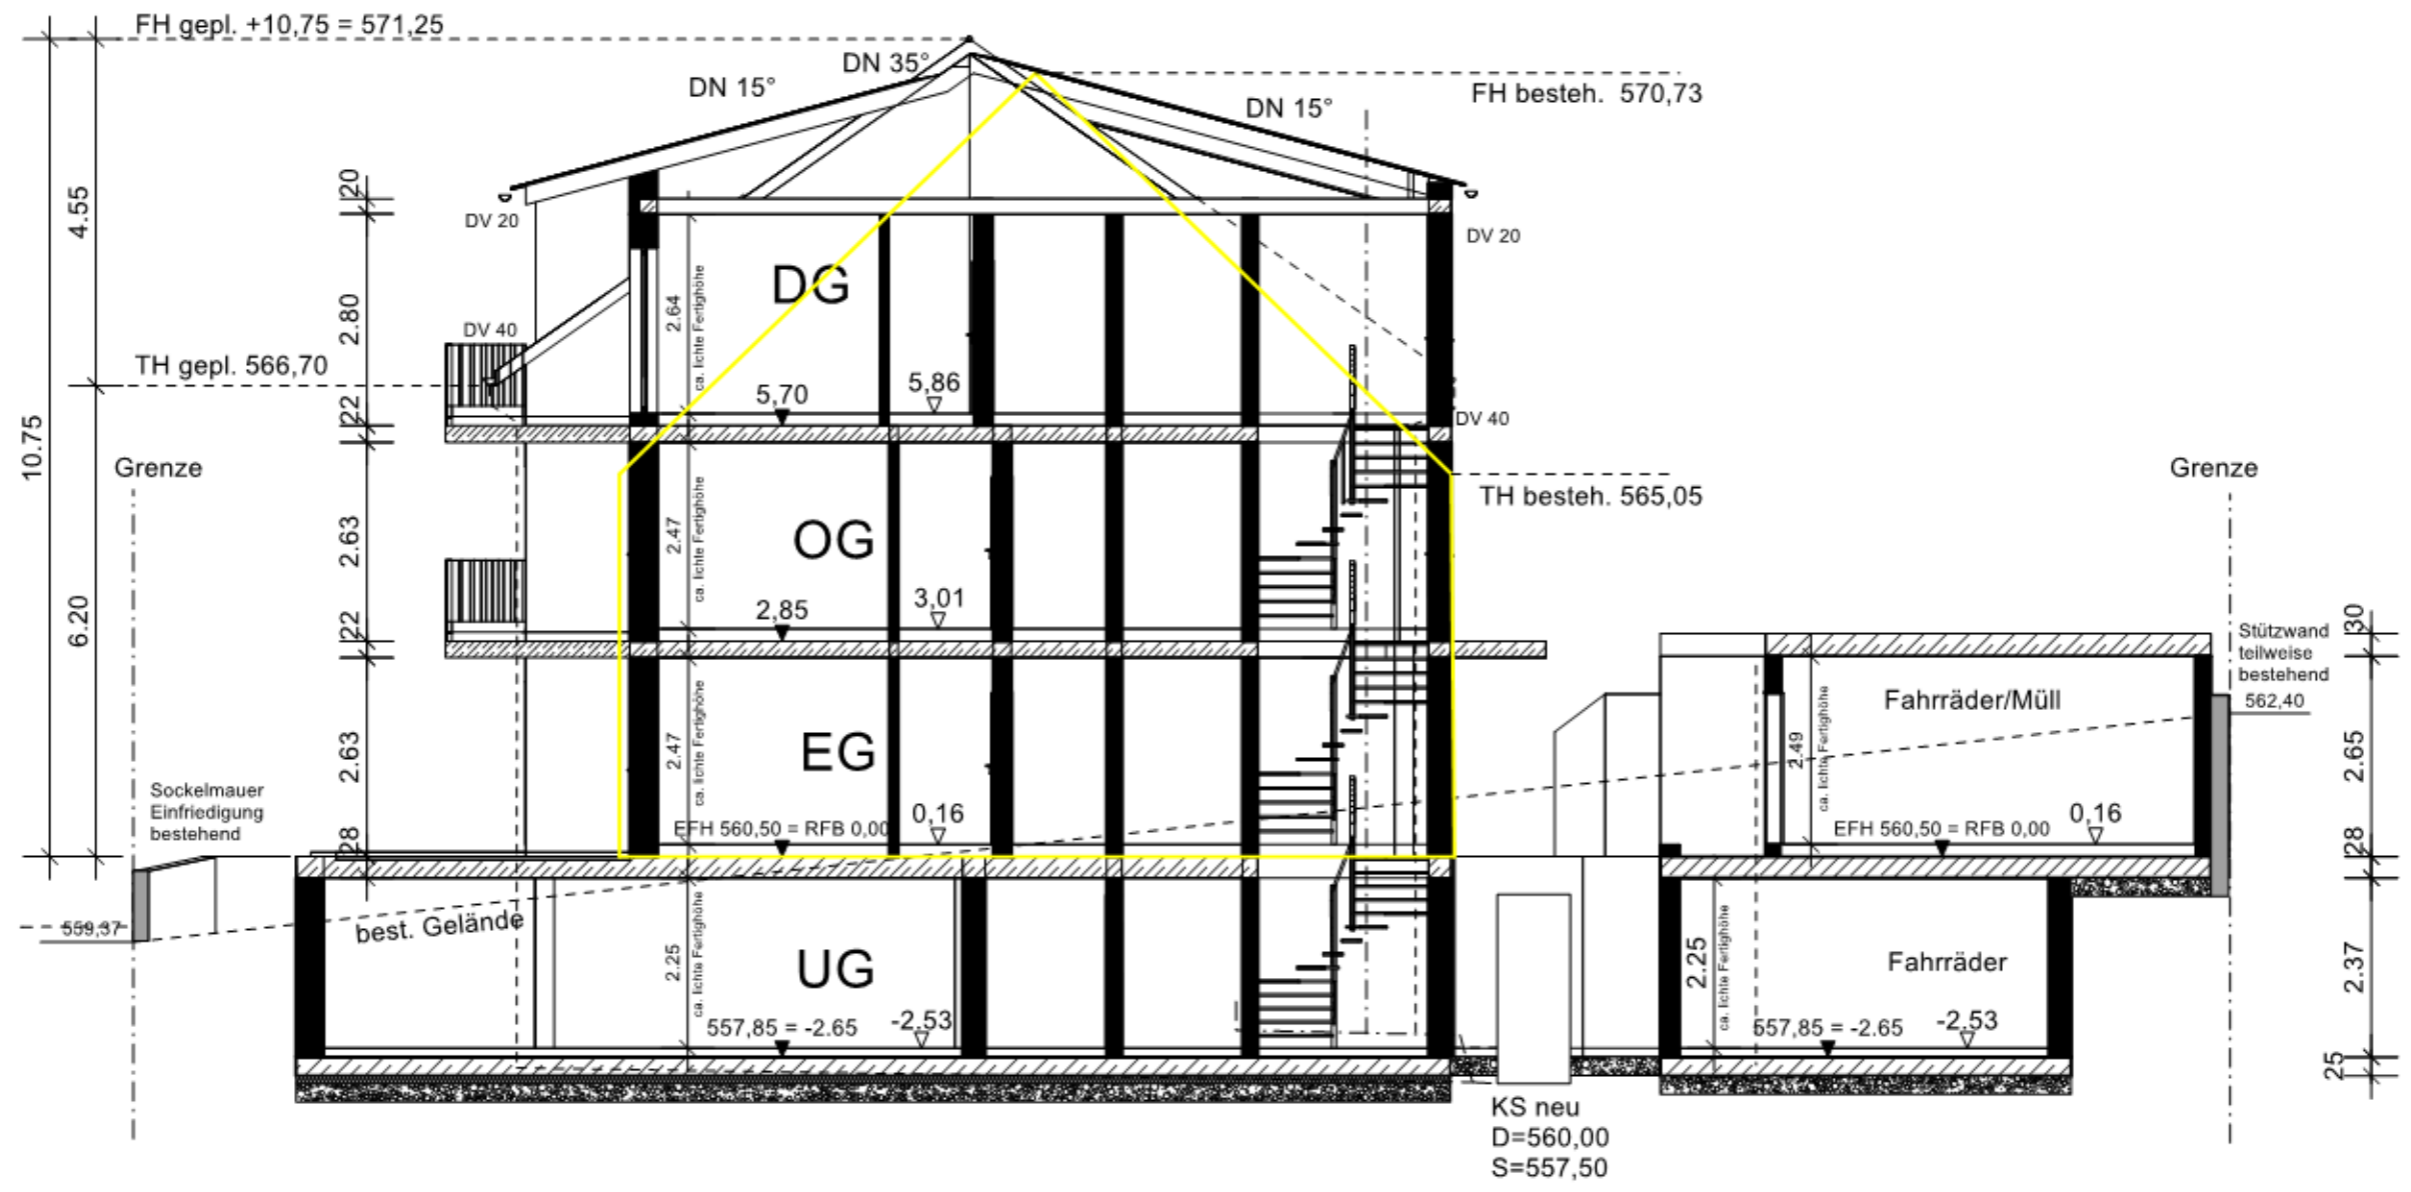 FH gepl. +10,75 = 571,25
DN 35°
DN 15°
DN 15°
FH besteh. 570,73
4.55
20
DV 20
DV 20
2.80
DG
2.64
ca. lichte Fertighöhe
DV 40
TH gepl. 566,70
5,70
5,86
22
DV 40
10.75
Grenze
Grenze
TH besteh. 565,05
2.63
OG
2.47
ca. lichte Fertighöhe
6.20
2,85
3,01
22
30
Stützwand
teilweise
bestehend
562,40
Fahrräder/Müll
2.63
EG
2.47
ca. lichte Fertighöhe
2.49
ca. lichte Fertighöhe
2.65
Sockelmauer
Einfriedigung
bestehend
EFH 560,50 = RFB 0,00
0,16
EFH 560,50 = RFB 0,00
0,16
28
28
559,37
best. Gelände
UG
2.25
ca. lichte Fertighöhe
557,85 = -2.65
-2,53
2.25
ca. lichte Fertighöhe
Fahrräder
557,85 = -2.65
-2,53
2.37
25
KS neu
D=560,00
S=557,50